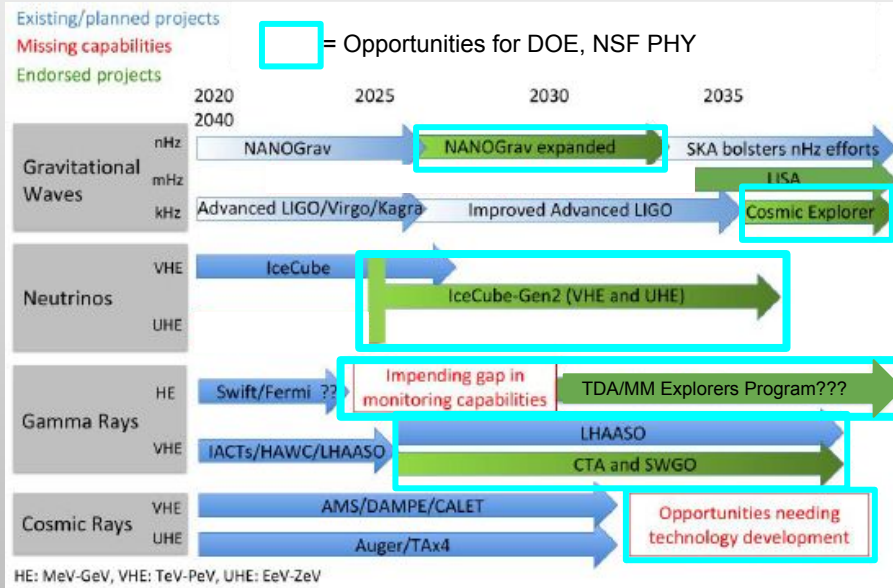 Existing/planned projects
Missing capabilities
Endorsed projects
= Opportunities for DOE, NSF PHY
2020 2025 2030 2035
2040
Gravitational
Waves
nHz
mHz
kHz
NANOGrav
NANOGrav expanded
SKA bolsters nHz efforts
LISA
Advanced LIGO/Virgo/Kagra
Improved Advanced LIGO
Cosmic Explorer
Neutrinos
VHE
UHE
IceCube
IceCube-Gen2 (VHE and UHE)
Gamma Rays
HE
VHE
Swift/Fermi ??
Impending gap in
monitoring capabilities
TDA/MM Explorers Program???
IACTs/HAWC/LHAASO
LHAASO
CTA and SWGO
Cosmic Rays
VHE
UHE
AMS/DAMPE/CALET
Auger/TAx4
Opportunities needing
technology development
HE: MeV-GeV, VHE: TeV-PeV, UHE: EeV-ZeV